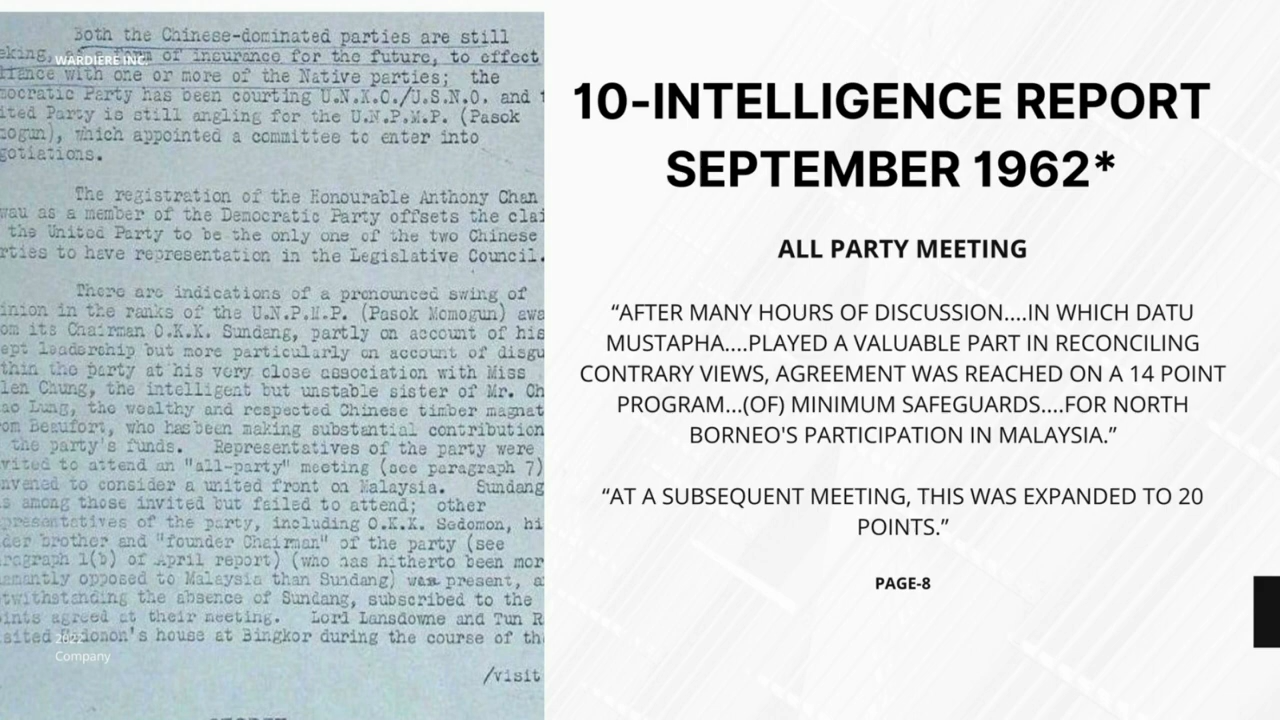 Both the Chinese-dominated parties are still
eking, as a form of insurance for the future, to effect
WARDIERE INC.
liance with one or more of the Native parties; the
mocratic Party has been courting U.N.K.O./U.S.N.O. and t
ited Party is still angling for the U.N.P.M.P. (Pasok
mogun), which appointed a committee to enter into
gotiations.
The registration of the Honourable Anthony Chan
wau as a member of the Democratic Party offsets the clai
the United Party to be the only one of the two Chinese
rties to have representation in the Legislative Council.
There are indications of a pronounced swing of
inion in the ranks of the U.N.P.M.P. (Pasok Momogun) awa
om its Chairman O.K.K. Sundang, partly on account of his
ept leadership but more particularly on account of disgu
thin the party at his very close association with Miss
len Chung, the intelligent but unstable sister of Mr. Ch
ao Lung, the wealthy and respected Chinese timber magnat
om Beaufort, who has been making substantial contribution
the party's funds. Representatives of the party were
vited to attend an "all-party" meeting (see paragraph 7)
nvened to consider a united front on Malaysia. Sundang
s among those invited but failed to attend; other
presentatives of the party, including O.K.K. Sedomon, hi
der brother and "founder Chairman" of the party (see
ragraph 1(b) of April report) (who has hitherto been mor
amantly opposed to Malaysia than Sundang) was present, a
twithstanding the absence of Sundang, subscribed to the
ints agreed at their meeting. Lord Lansdowne and Tun R
isited Sedomon's house at Bingkor during the course of th
Company
/visit
SECRET
10-INTELLIGENCE REPORT
SEPTEMBER 1962*
ALL PARTY MEETING
“AFTER MANY HOURS OF DISCUSSION....IN WHICH DATU
MUSTAPHA....PLAYED A VALUABLE PART IN RECONCILING
CONTRARY VIEWS, AGREEMENT WAS REACHED ON A 14 POINT
PROGRAM...(OF) MINIMUM SAFEGUARDS....FOR NORTH
BORNEO'S PARTICIPATION IN MALAYSIA.”
“AT A SUBSEQUENT MEETING, THIS WAS EXPANDED TO 20
POINTS.”
PAGE-8